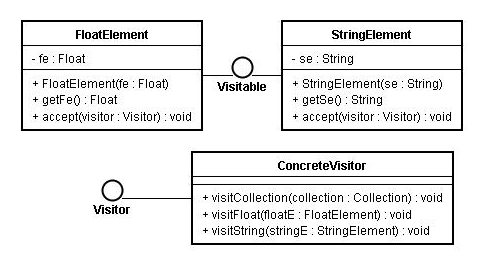 FloatElement
- fe : Float
+ FloatElement(fe : Float)
+ getFe() : Float
+ accept(visitor : Visitor) : void
Visitable
StringElement
- se : String
+ StringElement(se : String)
+ getSe() : String
+ accept(visitor : Visitor) : void
Visitor
ConcreteVisitor
+ visitCollection(collection : Collection) : void
+ visitFloat(floatE : FloatElement) : void
+ visitString(stringE : StringElement) : void